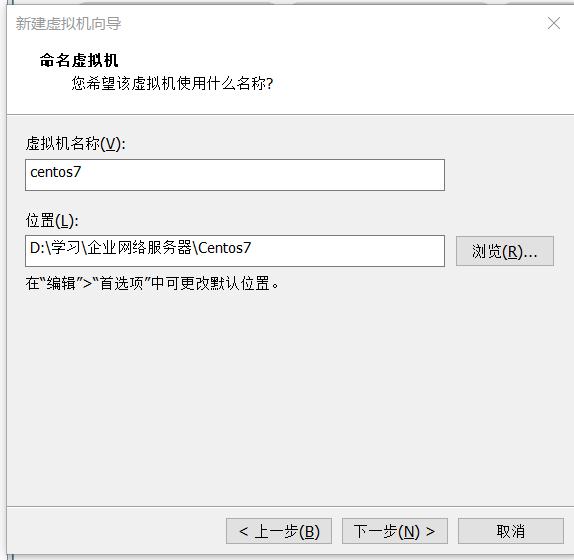 新建虚拟机向导
命名虚拟机
您希望该虚拟机使用什么名称?
虚拟机名称(V):
centos7
位置(L):
D:\学习\企业网络服务器\Centos7
浏览(R)...
在“编辑”>“首选项”中可更改默认位置。
< 上一步(B)
下一步(N) >
取消